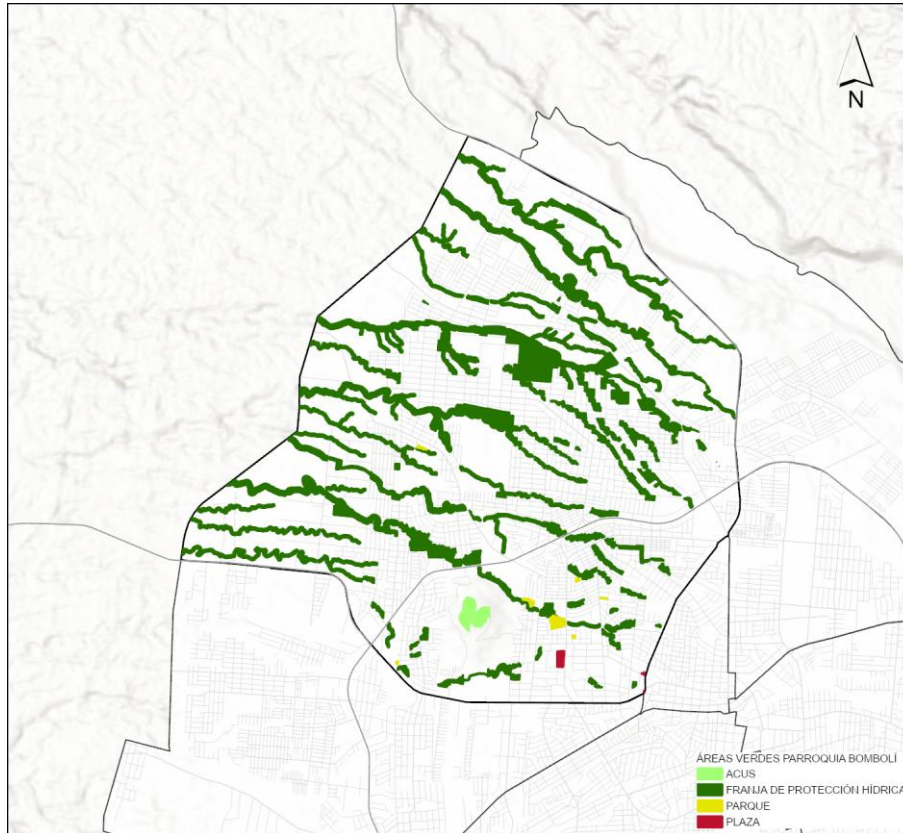 N
ÁREAS VERDES PARROQUIA BOMBOLÍ
ACUS
FRANJA DE PROTECCIÓN HÍDRICA
PARQUE
PLAZA